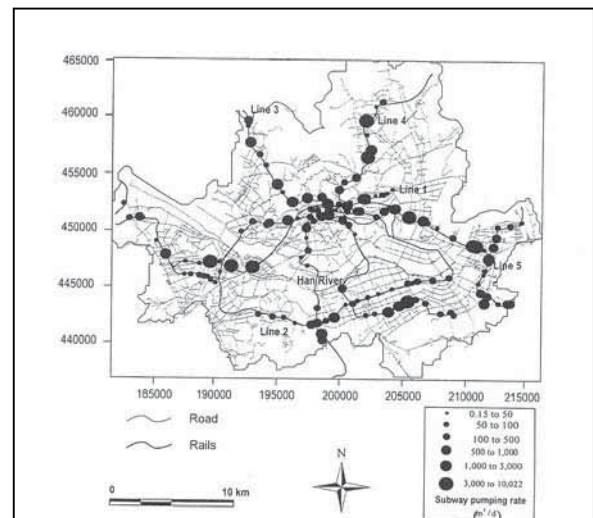 465000
460000
455000
450000
445000
440000
Line 3
Line 4
Line 1
Line 5
Han River
Line 2
185000 190000 195000 200000 205000 210000 215000
Road
Rails
N
0 10 km
0.15 to 50
50 to 100
100 to 500
500 to 1,000
1,000 to 3,000
3,000 to 10,022
Subway pumping rate